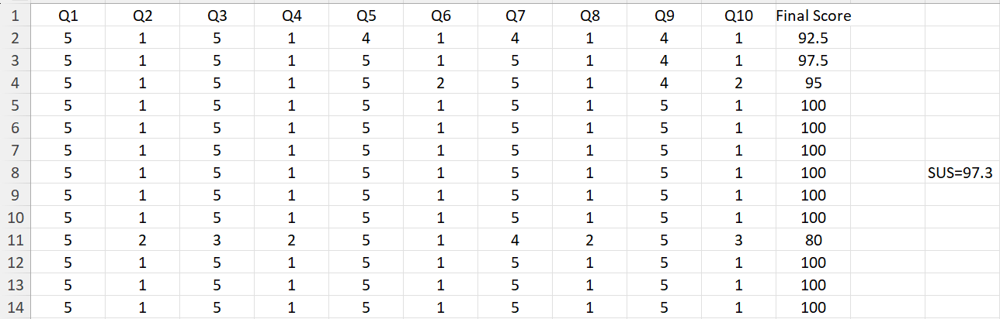 1 Q1 Q2 Q3 Q4 Q5 Q6 Q7 Q8 Q9 Q10 Final Score
2 5 1 5 1 4 1 4 1 4 1 92.5
3 5 1 5 1 5 1 5 1 4 1 97.5
4 5 1 5 1 5 2 5 1 4 2 95
5 5 1 5 1 5 1 5 1 5 1 100
6 5 1 5 1 5 1 5 1 5 1 100
7 5 1 5 1 5 1 5 1 5 1 100
8 5 1 5 1 5 1 5 1 5 1 100 SUS=97.3
9 5 1 5 1 5 1 5 1 5 1 100
10 5 1 5 1 5 1 5 1 5 1 100
11 5 2 3 2 5 1 4 2 5 3 80
12 5 1 5 1 5 1 5 1 5 1 100
13 5 1 5 1 5 1 5 1 5 1 100
14 5 1 5 1 5 1 5 1 5 1 100